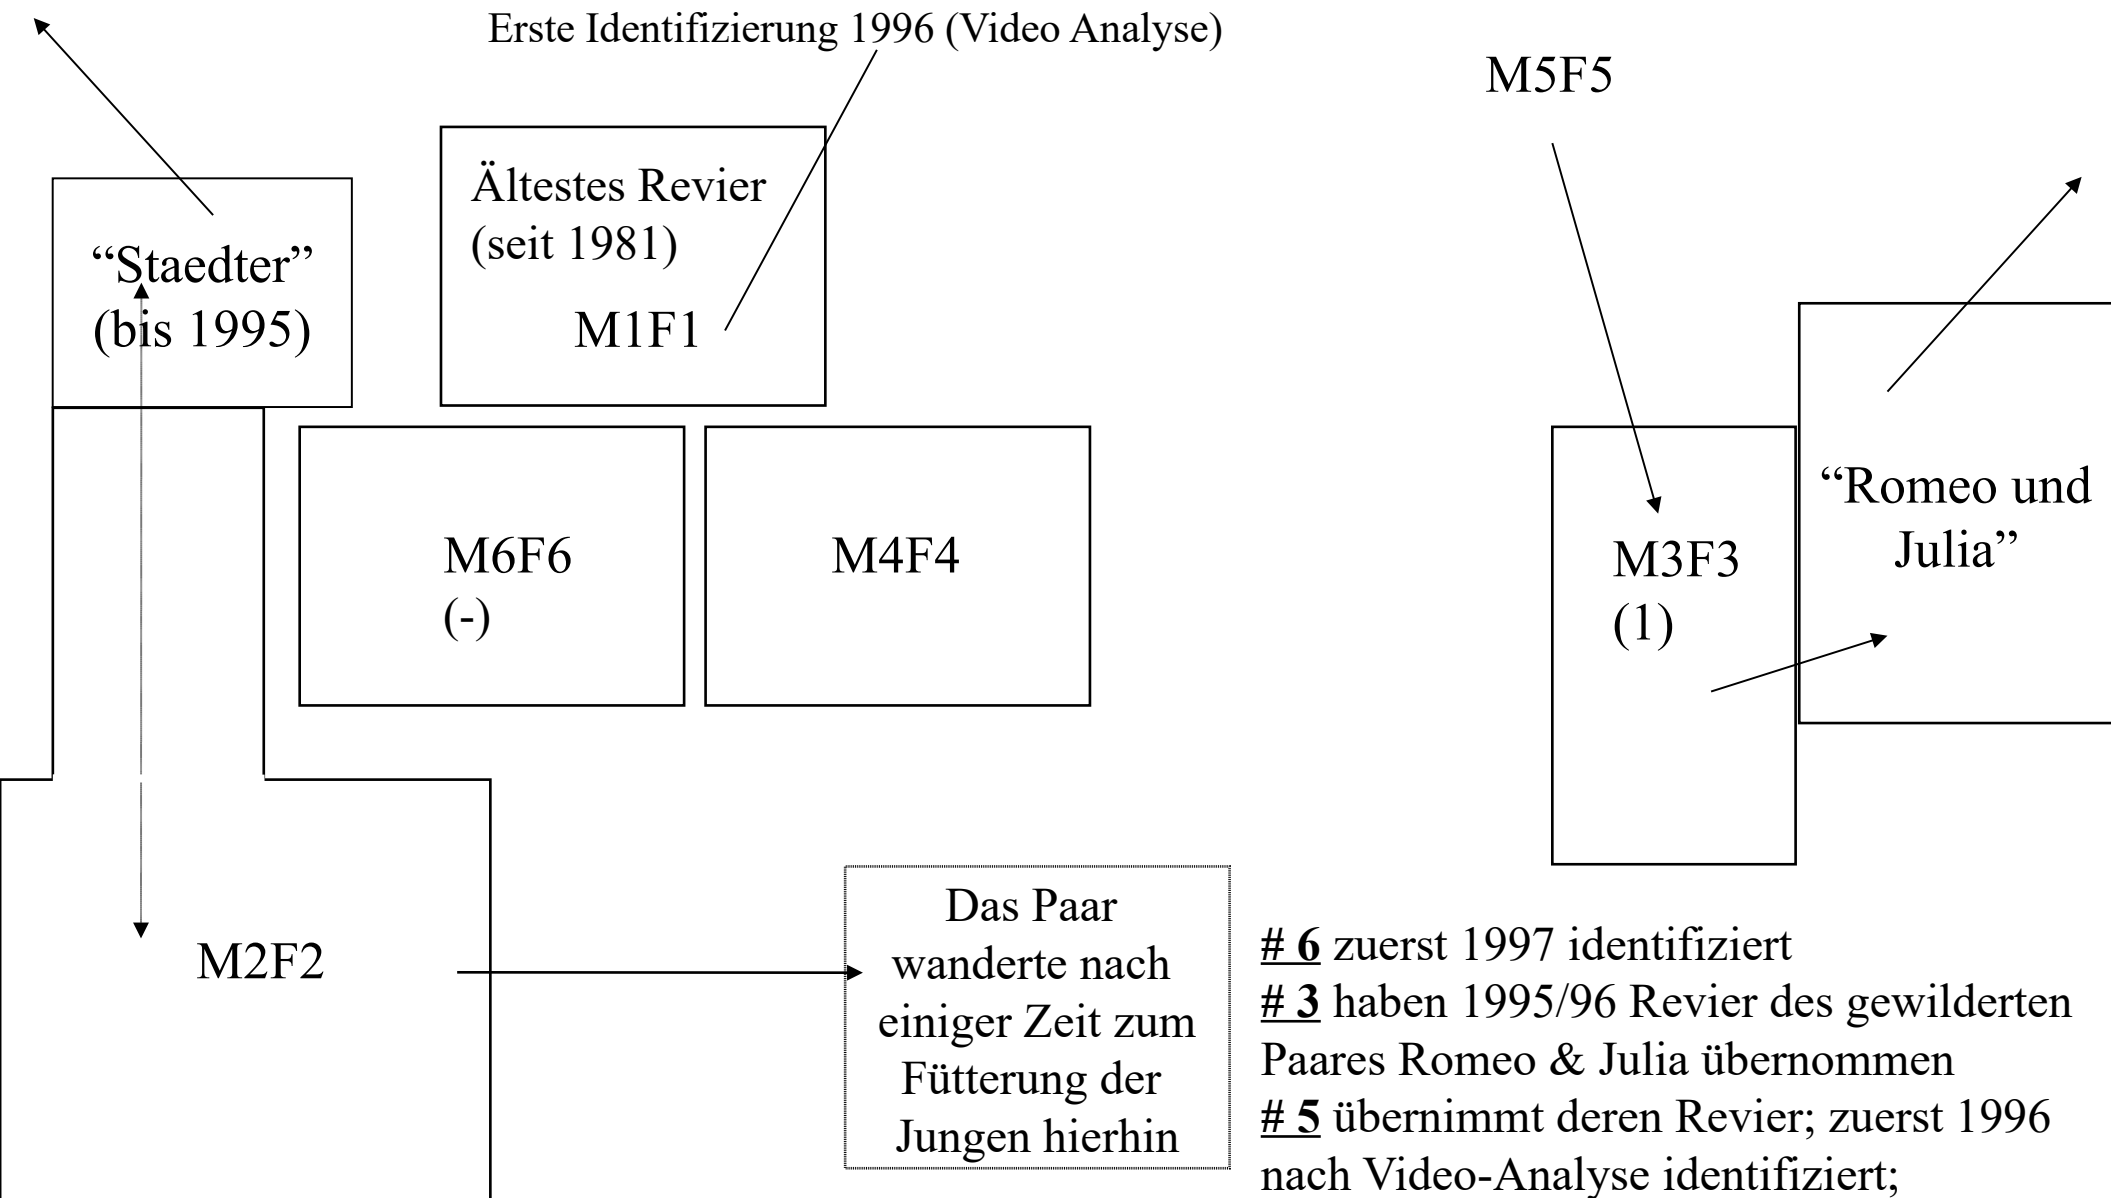 Erste Identifizierung 1996 (Video Analyse)
M5F5
Ältestes Revier
(seit 1981)
M1F1
“Staedter”
(bis 1995)
M6F6
(-)
M4F4
“Romeo und
Julia”
M3F3
(1)
M2F2
Das Paar
wanderte nach
einiger Zeit zum
Fütterung der
Jungen hierhin
# 6 zuerst 1997 identifiziert
# 3 haben 1995/96 Revier des gewilderten
Paares Romeo & Julia übernommen
# 5 übernimmt deren Revier; zuerst 1996
nach Video-Analyse identifiziert;